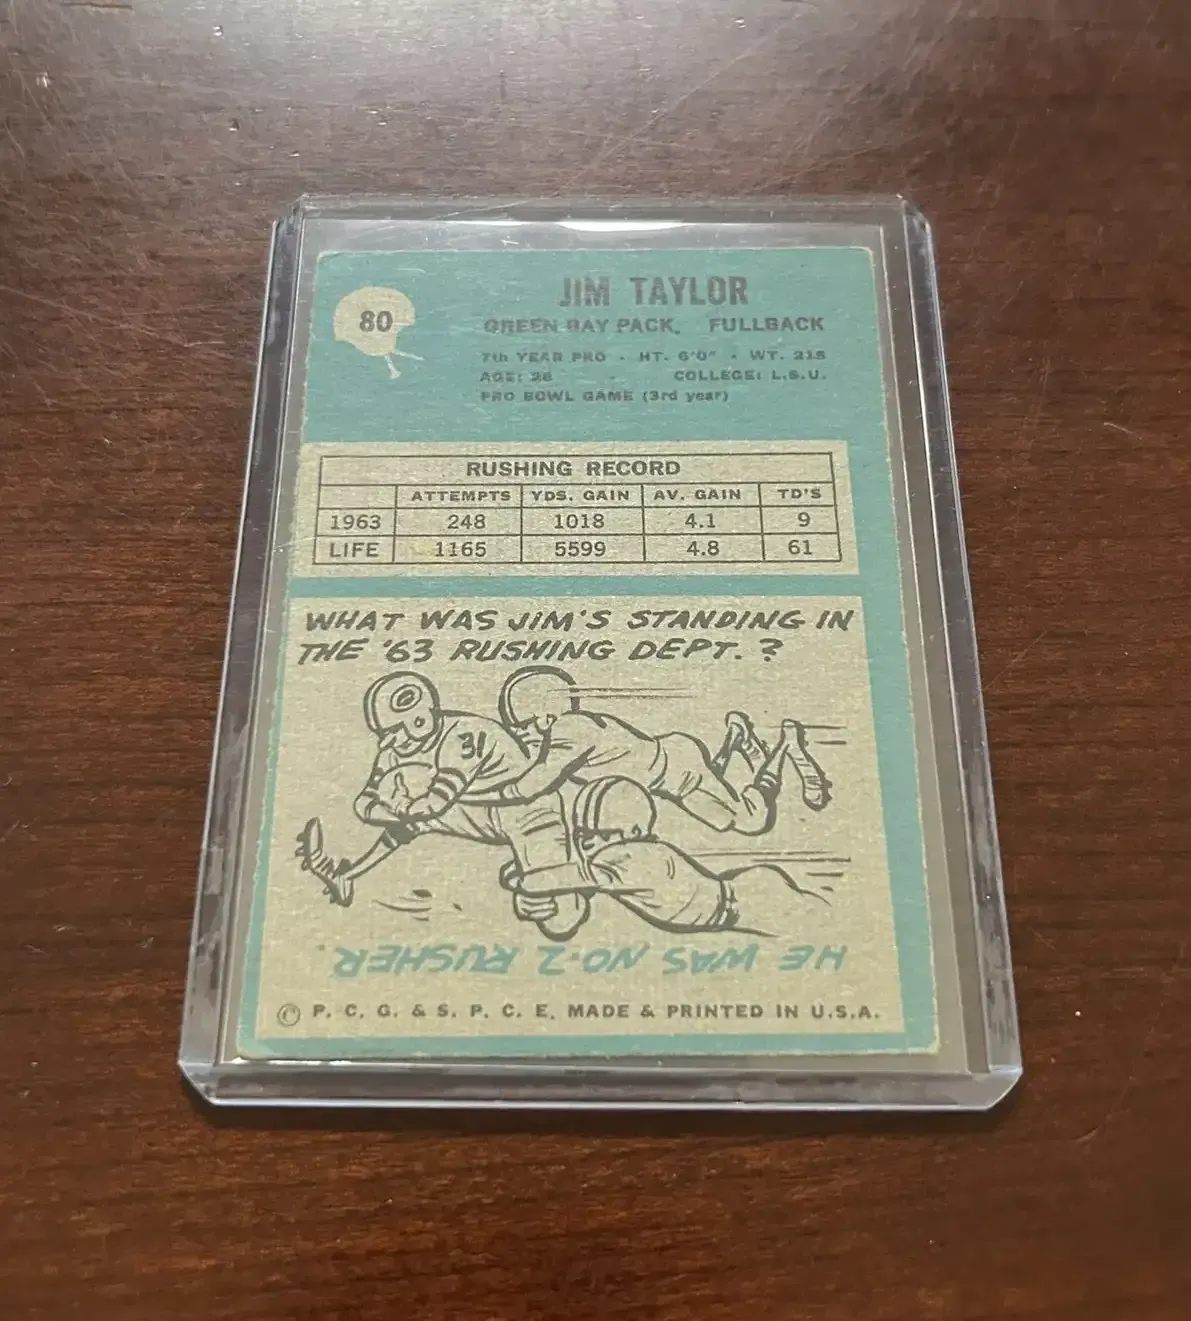 80
JIM TAYLOR
GREEN BAY PACK. FULLBACK
7th YEAR PRO - HT. 6'0" - WT. 215
AGE: 28 - COLLEGE: L.S.U.
PRO BOWL GAME (3rd year)
RUSHING RECORD
ATTEMPTS YDS. GAIN AV. GAIN TD'S
1963 248 1018 4.1 9
LIFE 1165 5599 4.8 61
WHAT WAS JIM'S STANDING IN
THE '63 RUSHING DEPT. ?
31
HE WAS NO. 2 RUSHER.
© P. C. G. & S. P. C. E. MADE & PRINTED IN U.S.A.